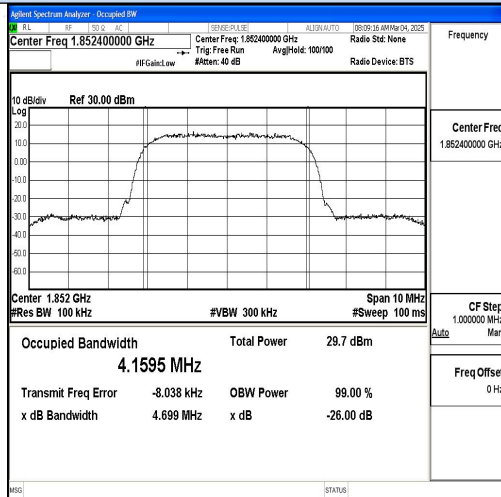 Agilent Spectrum Analyzer - Occupied BW
RL RF 50 Ω AC SENSE:PULSE ALIGN AUTO 08:09:16 AM Mar 04, 2025
Center Freq 1.852400000 GHz Center Freq: 1.852400000 GHz Radio Std: None Frequency
Trig: Free Run Avg|Hold: 100/100
#IFGain:Low #Atten: 40 dB Radio Device: BTS
10 dB/div Ref 30.00 dBm
Log
20.0
10.0
0.00
-10.0
-20.0
-30.0
-40.0
-50.0
-60.0
Center Freq
1.852400000 GHz
Center 1.852 GHz Span 10 MHz
#Res BW 100 kHz #VBW 300 kHz #Sweep 100 ms
CF Step
1.000000 MHz
Auto Man
Occupied Bandwidth Total Power 29.7 dBm
4.1595 MHz
Freq Offset
0 Hz
Transmit Freq Error -8.038 kHz OBW Power 99.00 %
x dB Bandwidth 4.699 MHz x dB -26.00 dB
MSG STATUS